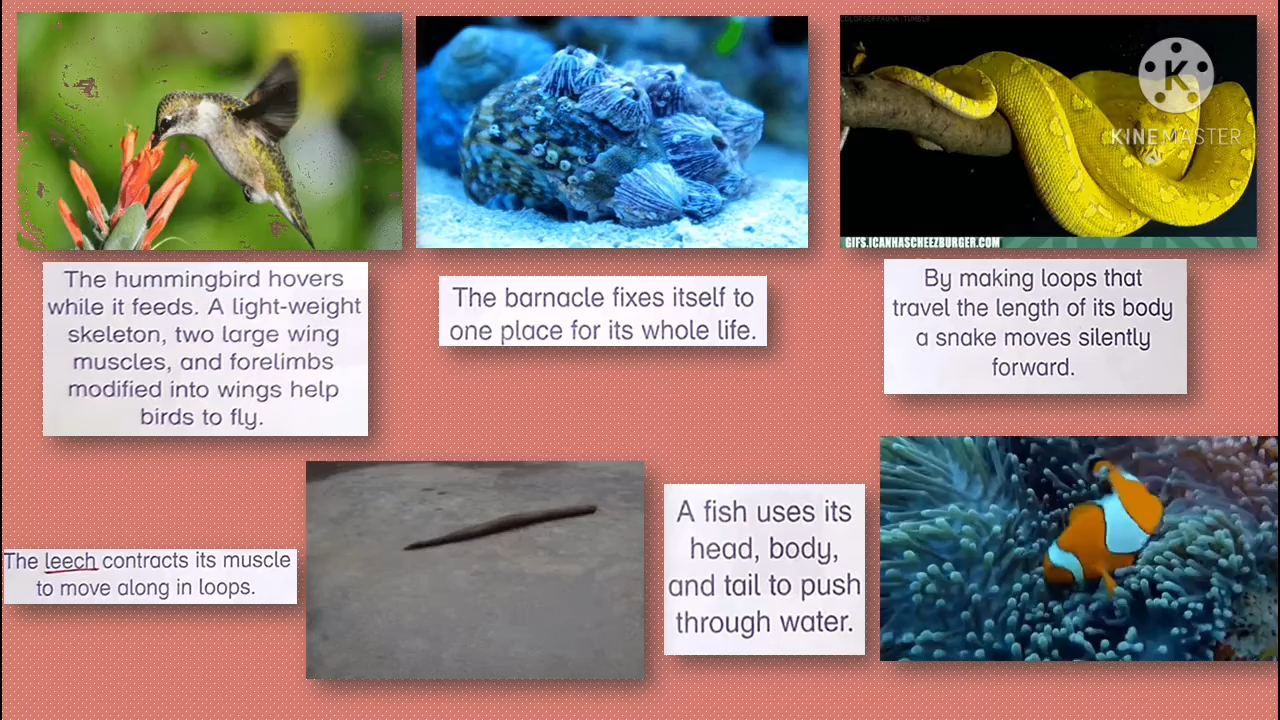 COLORSOFFAUNA.TUMBLR
KINEMASTER
GIFS.ICANHASCHEEZBURGER.COM
The hummingbird hovers
while it feeds. A light-weight
skeleton, two large wing
muscles, and forelimbs
modified into wings help
birds to fly.
The barnacle fixes itself to
one place for its whole life.
By making loops that
travel the length of its body
a snake moves silently
forward.
The leech contracts its muscle
to move along in loops.
A fish uses its
head, body,
and tail to push
through water.